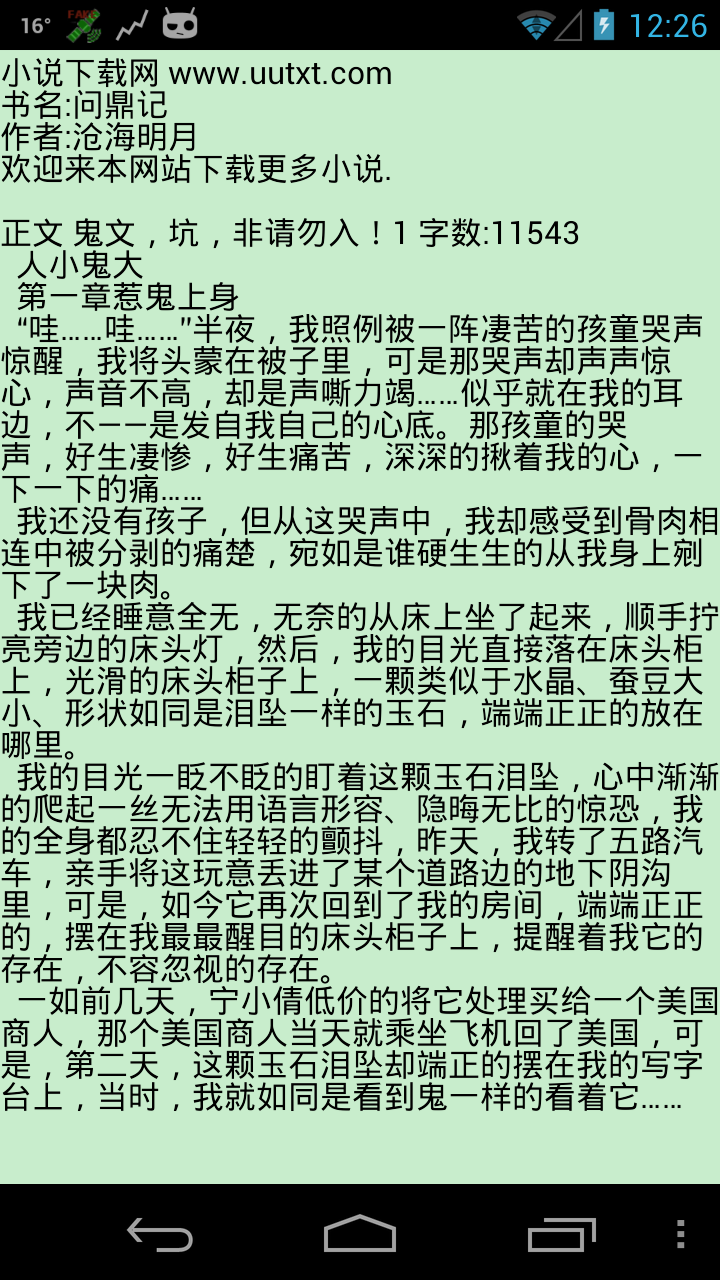 16°
FAKE
12:26
小说下载网 www.uutxt.com
书名:问鼎记
作者:沧海明月
欢迎来本网站下载更多小说.
正文 鬼文，坑，非请勿入！1 字数:11543
人小鬼大
第一章惹鬼上身
“哇……哇……”半夜，我照例被一阵凄苦的孩童哭声
惊醒，我将头蒙在被子里，可是那哭声却声声惊
心，声音不高，却是声嘶力竭……似乎就在我的耳
边，不——是发自我自己的心底。那孩童的哭
声，好生凄惨，好生痛苦，深深的揪着我的心，一
下一下的痛……
我还没有孩子，但从这哭声中，我却感受到骨肉相
连中被分剥的痛楚，宛如是谁硬生生的从我身上剜
下了一块肉。
我已经睡意全无，无奈的从床上坐了起来，顺手拧
亮旁边的床头灯，然后，我的目光直接落在床头柜
上，光滑的床头柜子上，一颗类似于水晶、蚕豆大
小、形状如同是泪坠一样的玉石，端端正正的放在
哪里。
我的目光一眨不眨的盯着这颗玉石泪坠，心中渐渐
的爬起一丝无法用语言形容、隐晦无比的惊恐，我
的全身都忍不住轻轻的颤抖，昨天，我转了五路汽
车，亲手将这玩意丢进了某个道路边的地下阴沟
里，可是，如今它再次回到了我的房间，端端正正
的，摆在我最最醒目的床头柜子上，提醒着我它的
存在，不容忽视的存在。
一如前几天，宁小倩低价的将它处理买给一个美国
商人，那个美国商人当天就乘坐飞机回了美国，可
是，第二天，这颗玉石泪坠却端正的摆在我的写字
台上，当时，我就如同是看到鬼一样的看着它……